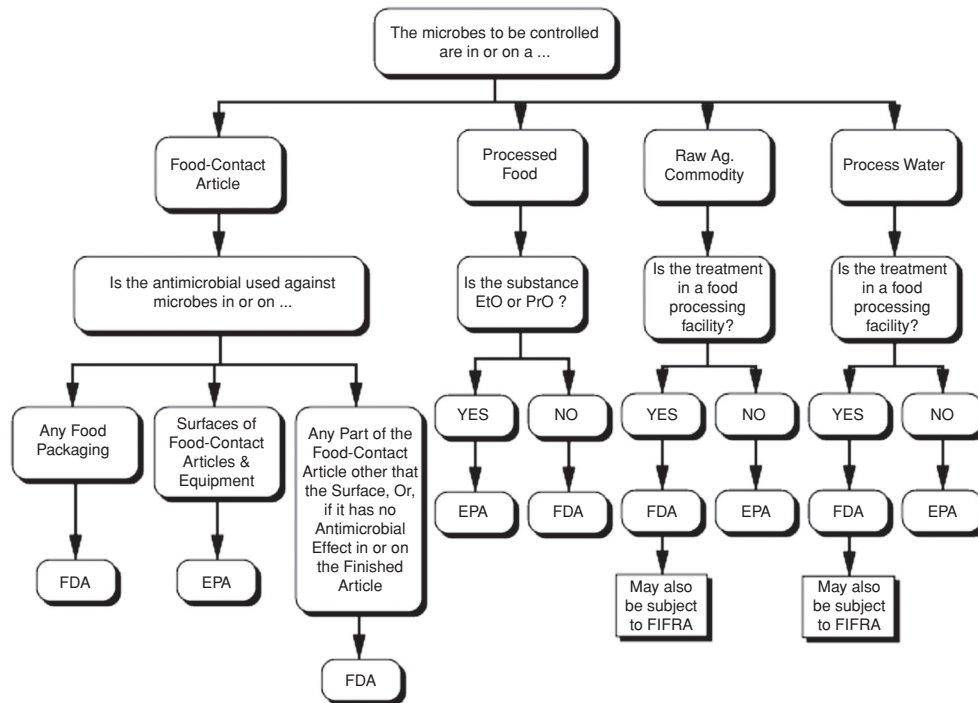 The microbes to be controlled
are in or on a ...
Food-Contact
Article
Processed
Food
Raw Ag.
Commodity
Process Water
Is the antimicrobial used against
microbes in or on ...
Is the substance
EtO or PrO ?
Is the treatment
in a food
processing
facility?
Is the treatment
in a food
processing
facility?
Any Food
Packaging
Surfaces of
Food-Contact
Articles &
Equipment
Any Part of the
Food-Contact
Article other that
the Surface, Or,
if it has no
Antimicrobial
Effect in or on
the Finished
Article
YES
NO
YES
NO
YES
NO
EPA
FDA
FDA
EPA
FDA
EPA
FDA
EPA
May also
be subject
to FIFRA
May also
be subject
to FIFRA
FDA